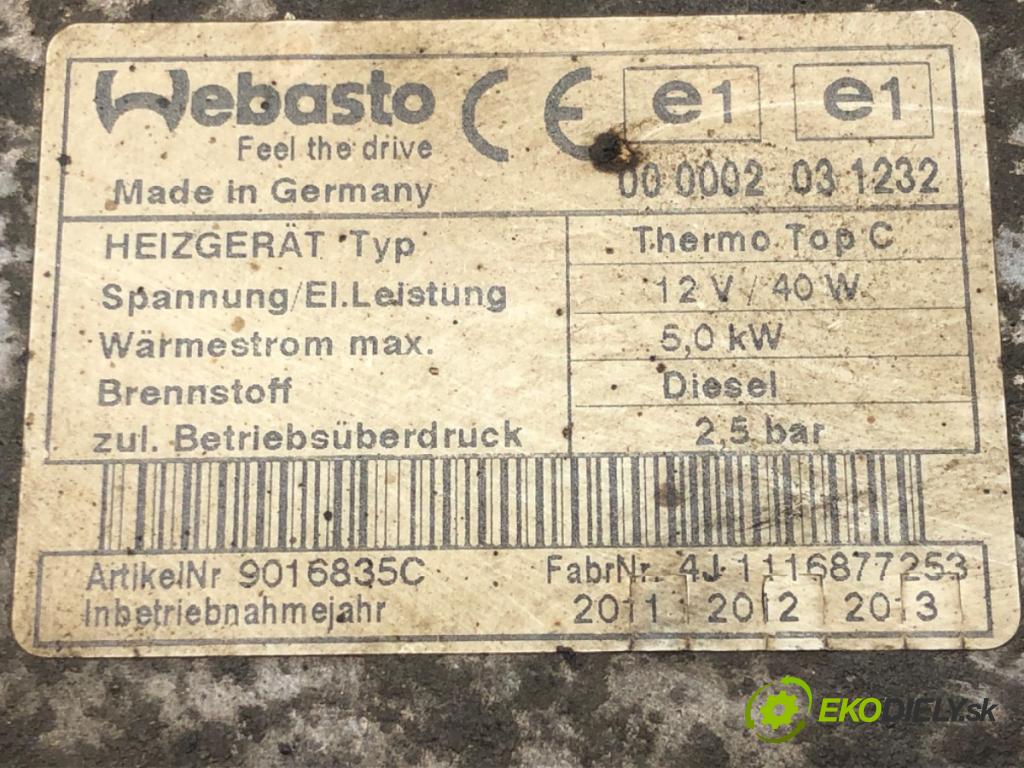 Webasto CE e1 e1
Feel the drive
00 0002 03 1232
Made in Germany
HEIZGERÄT Typ Thermo Top C
Spannung/El.Leistung 12 V / 40 W
Wärmestrom max. 5,0 kW
Brennstoff Diesel
zul. Betriebsüberdruck 2,5 bar
ArtikelNr 9016835C FabrNr. 4J 1116877253
Inbetriebnahmejahr 2011 2012 2013
EKODIELY.sk